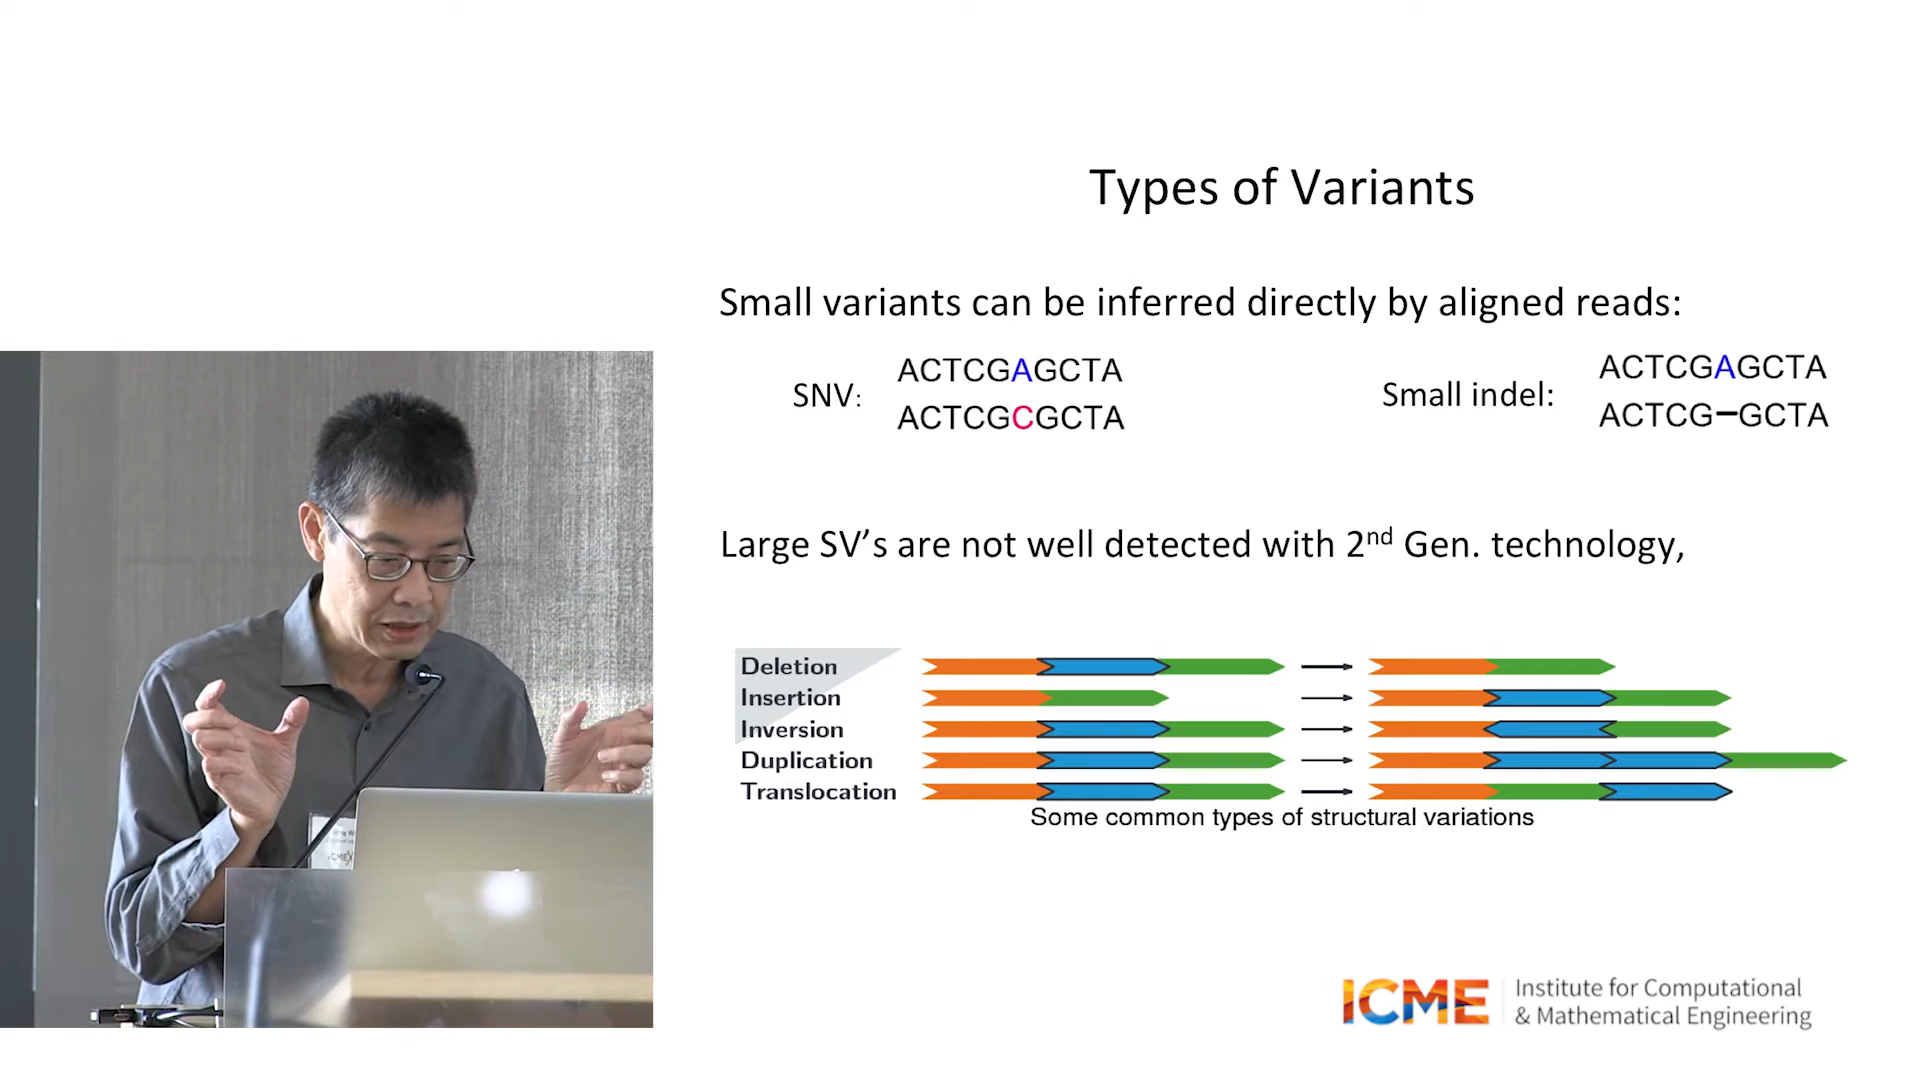 Types of Variants
Small variants can be inferred directly by aligned reads:
SNV:
ACTCGAGCTA
ACTCGCGCTA
Small indel:
ACTCGAGCTA
ACTCG–GCTA
Large SV’s are not well detected with 2nd Gen. technology,
Deletion
Insertion
Inversion
Duplication
Translocation
Some common types of structural variations
ICME
Institute for Computational
& Mathematical Engineering